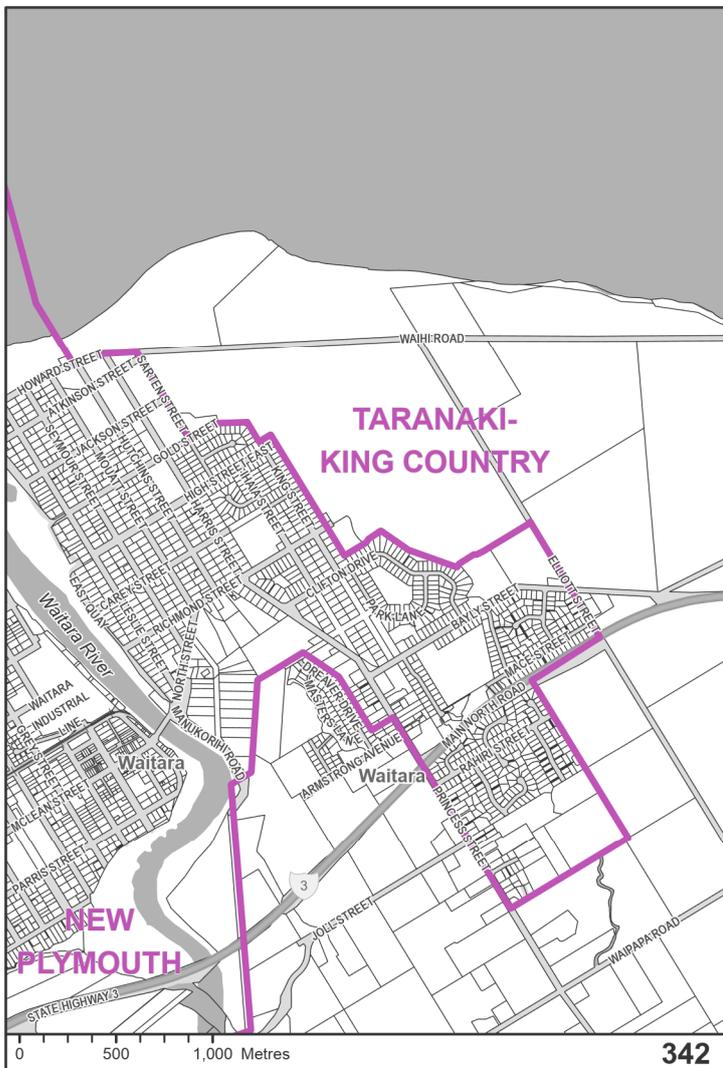 WAIHI ROAD
HOWARD STREET
ATKINSON STREET
SARTEN STREET
TARANAKI-
KING COUNTRY
JACKSON STREET
GOLD STREET
SEYMOUR STREET
MOUAT STREET
HUTCHINS STREET
HIGH STREET EAST
KING STREET
HARRIS STREET
CLIFTON DRIVE
ELLIOTT STREET
PARK LANE
BAYLY STREET
CAREY STREET
RICHMOND STREET
EAST QUAY
LESLIE STREET
Waitara River
NORTH STREET
MACE STREET
DREAVER DRIVE
MASTERS LANE
MAIN NORTH ROAD
WAITARA
INDUSTRIAL
LINE
MANUKORIHI ROAD
RAHIRI STREET
Waitara
ARMSTRONG AVENUE
Waitara
PRINCESS STREET
MCLEAN STREET
PARRIS STREET
3
NEW
PLYMOUTH
WAIPAPA ROAD
STATE HIGHWAY 3
0 500 1,000 Metres
342